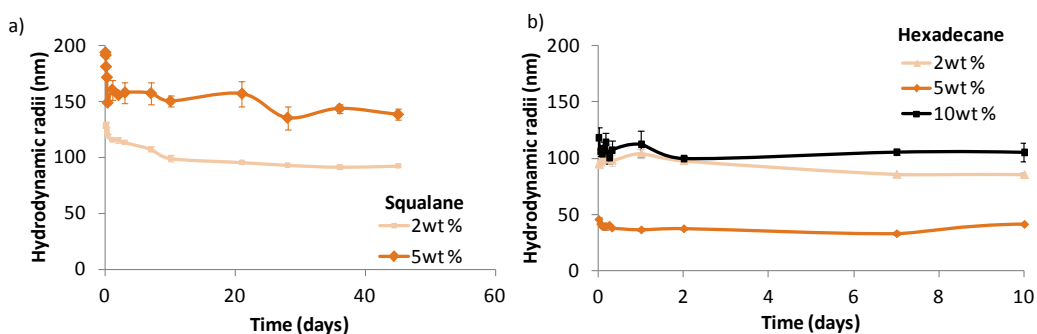 a)
200
150
100
50
0
Hydrodynamic radii (nm)
Squalane
2wt %
5wt %
0 20 40 60
Time (days)
b)
200
150
100
50
0
Hydrodynamic radii (nm)
Hexadecane
2wt %
5wt %
10wt %
0 2 4 6 8 10
Time (days)